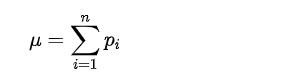 μ = ∑_{i=1}^{n} p_i